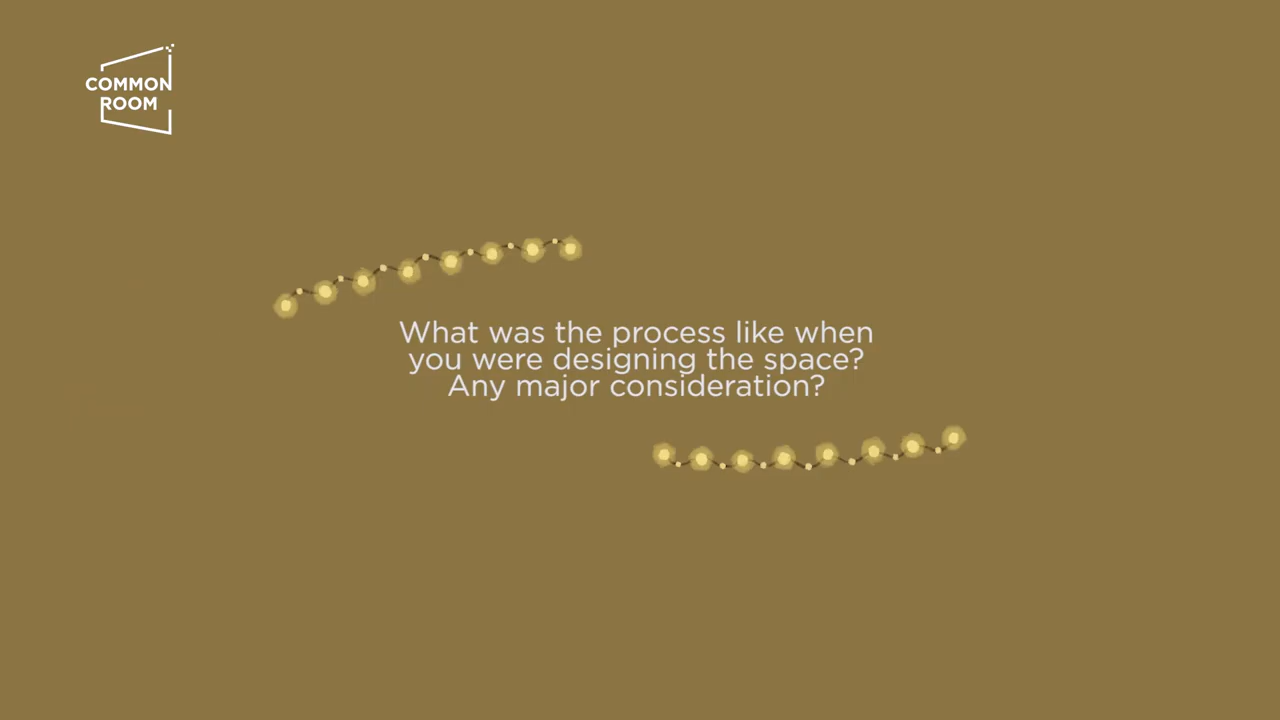 COMMON
ROOM
What was the process like when
you were designing the space?
Any major consideration?